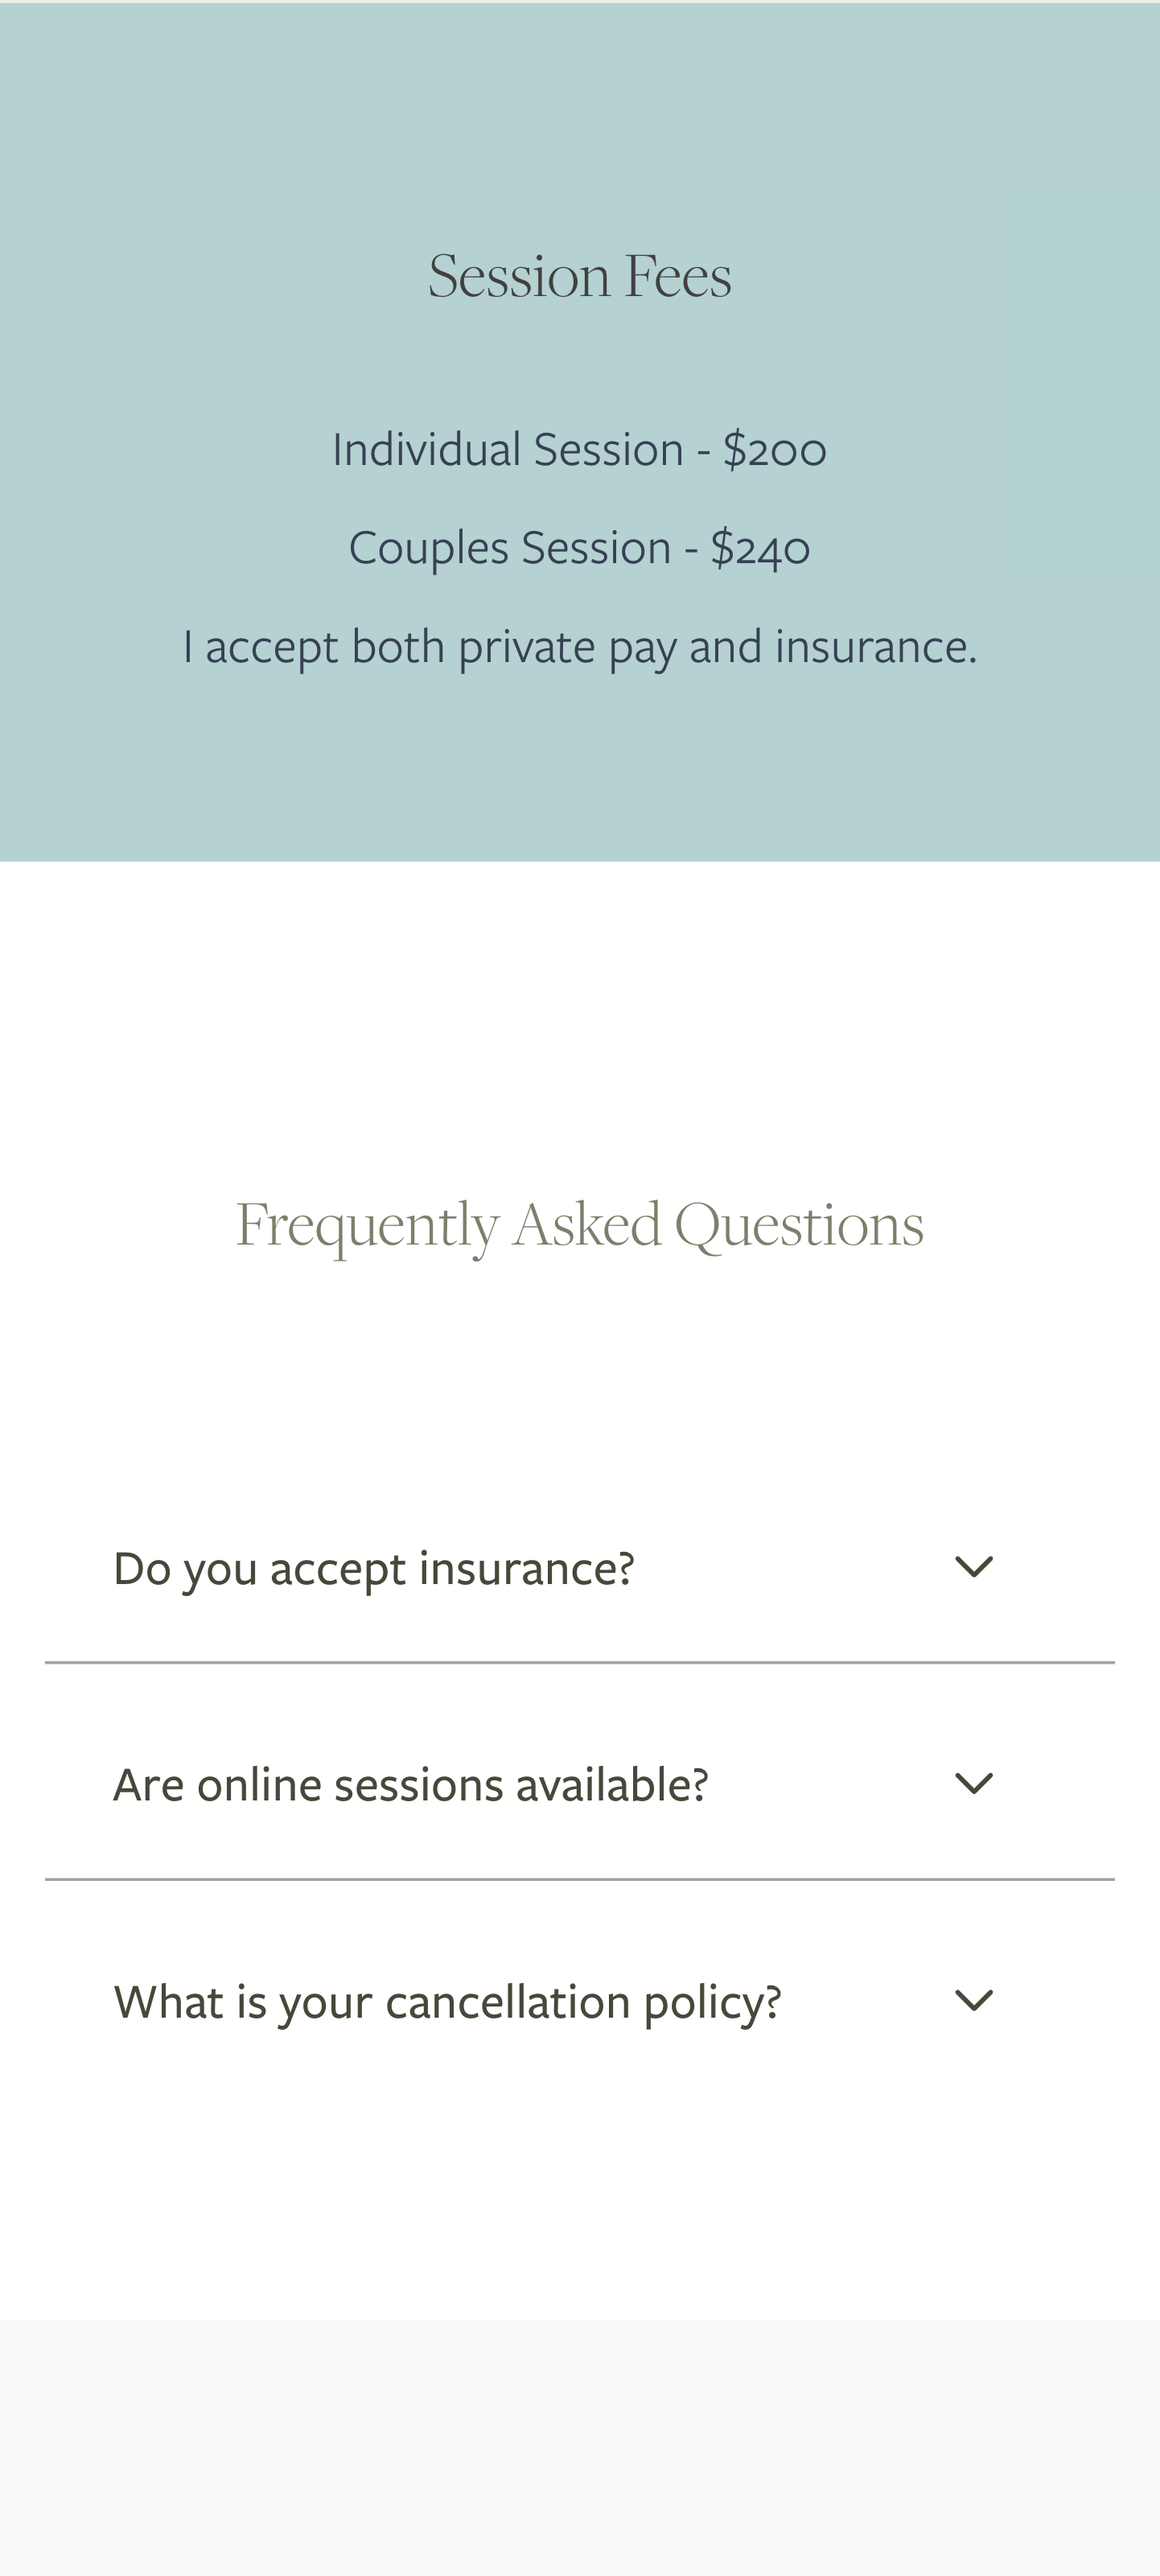 Session Fees
Individual Session - $200
Couples Session - $240
I accept both private pay and insurance.
Frequently Asked Questions
Do you accept insurance?
Are online sessions available?
What is your cancellation policy?